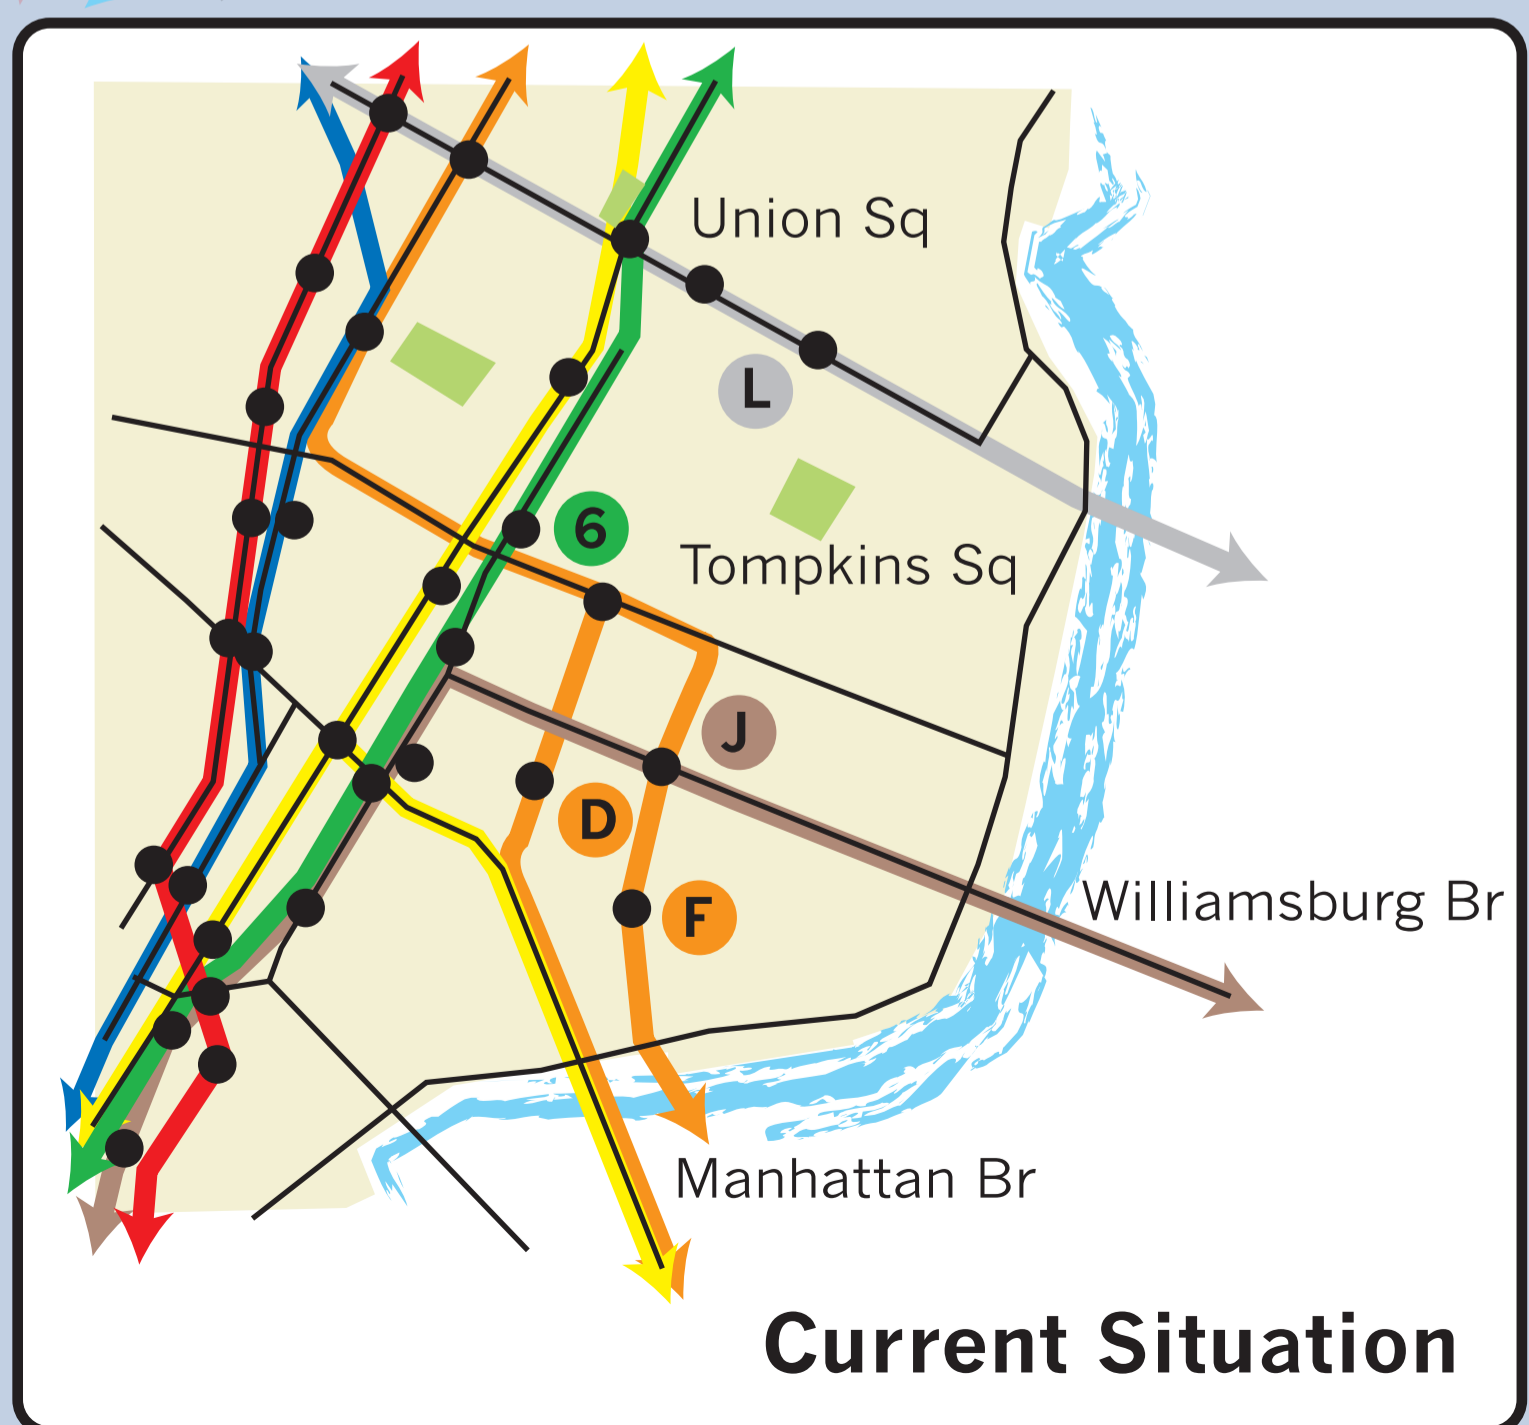 Union Sq
L
6
Tompkins Sq
J
D
Williamsburg Br
F
Manhattan Br
Current Situation